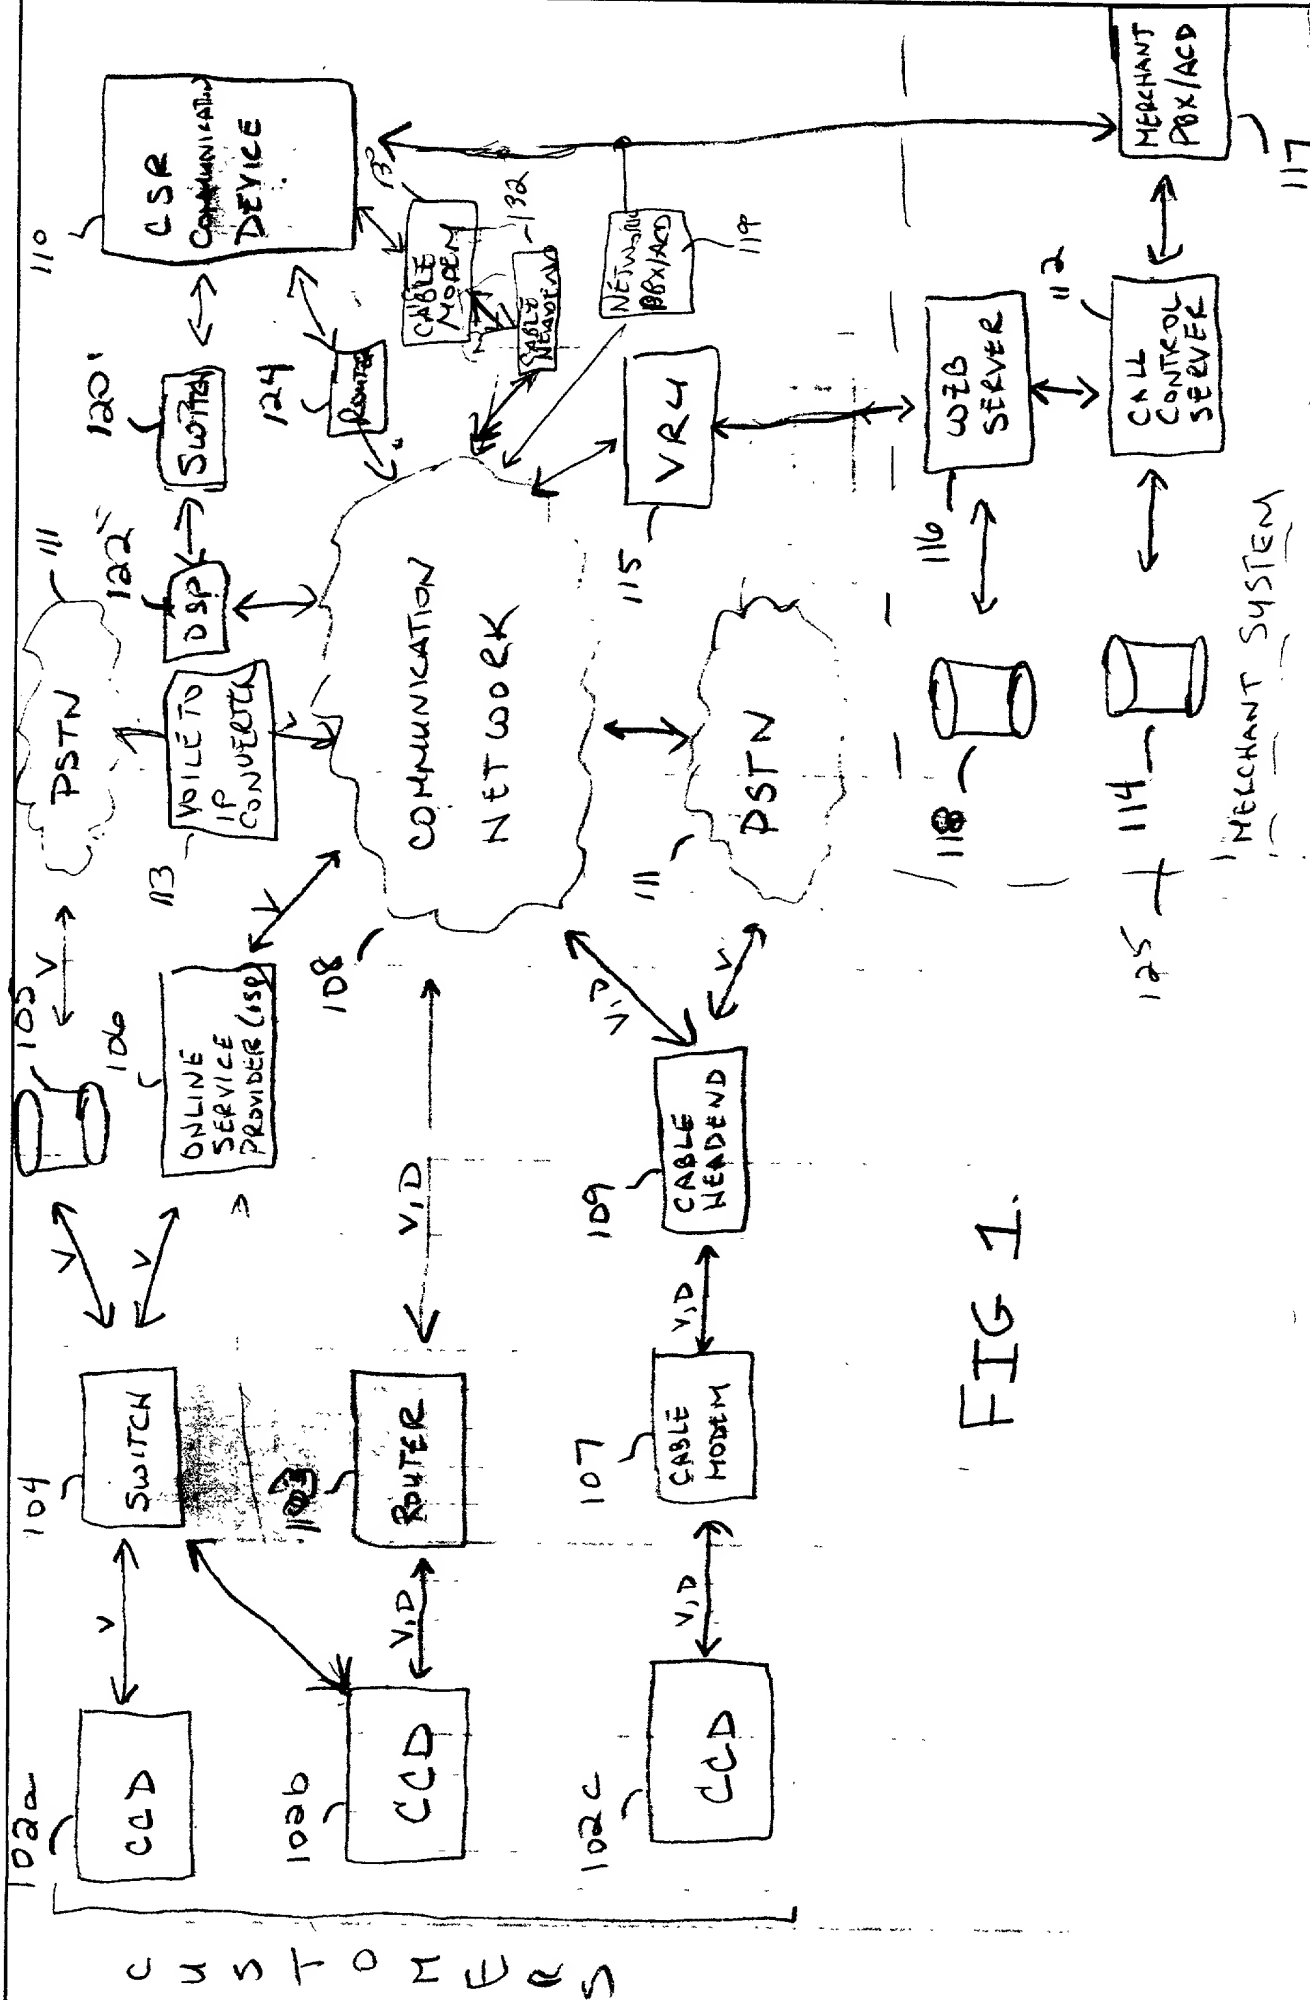 CUSTOMERS
102a
CCD
V
104
SWITCH
V
V
105
106
ONLINE
SERVICE
PROVIDER (OSP)
V
V
111
PSTN
113
VOICE TO
IP
CONVERTER
V
122
DSP
120'
SWITCH
110
CSR
COMMUNICATION
DEVICE
124
ROUTER
102b
CCD
V,D
ROUTER
V,D
108
COMMUNICATION
NETWORK
CABLE
MODEM
132
CABLE
HEADEND
NETWORK
PBX/ACD
119
115
VRU
102c
CCD
V,D
107
CABLE
MODEM
V,D
109
CABLE
HEADEND
V,D
V
111
PSTN
118
116
WEB
SERVER
114
112
CALL
CONTROL
SERVER
MERCHANT
PBX/ACD
117
125
MERCHANT SYSTEM
FIG 1.